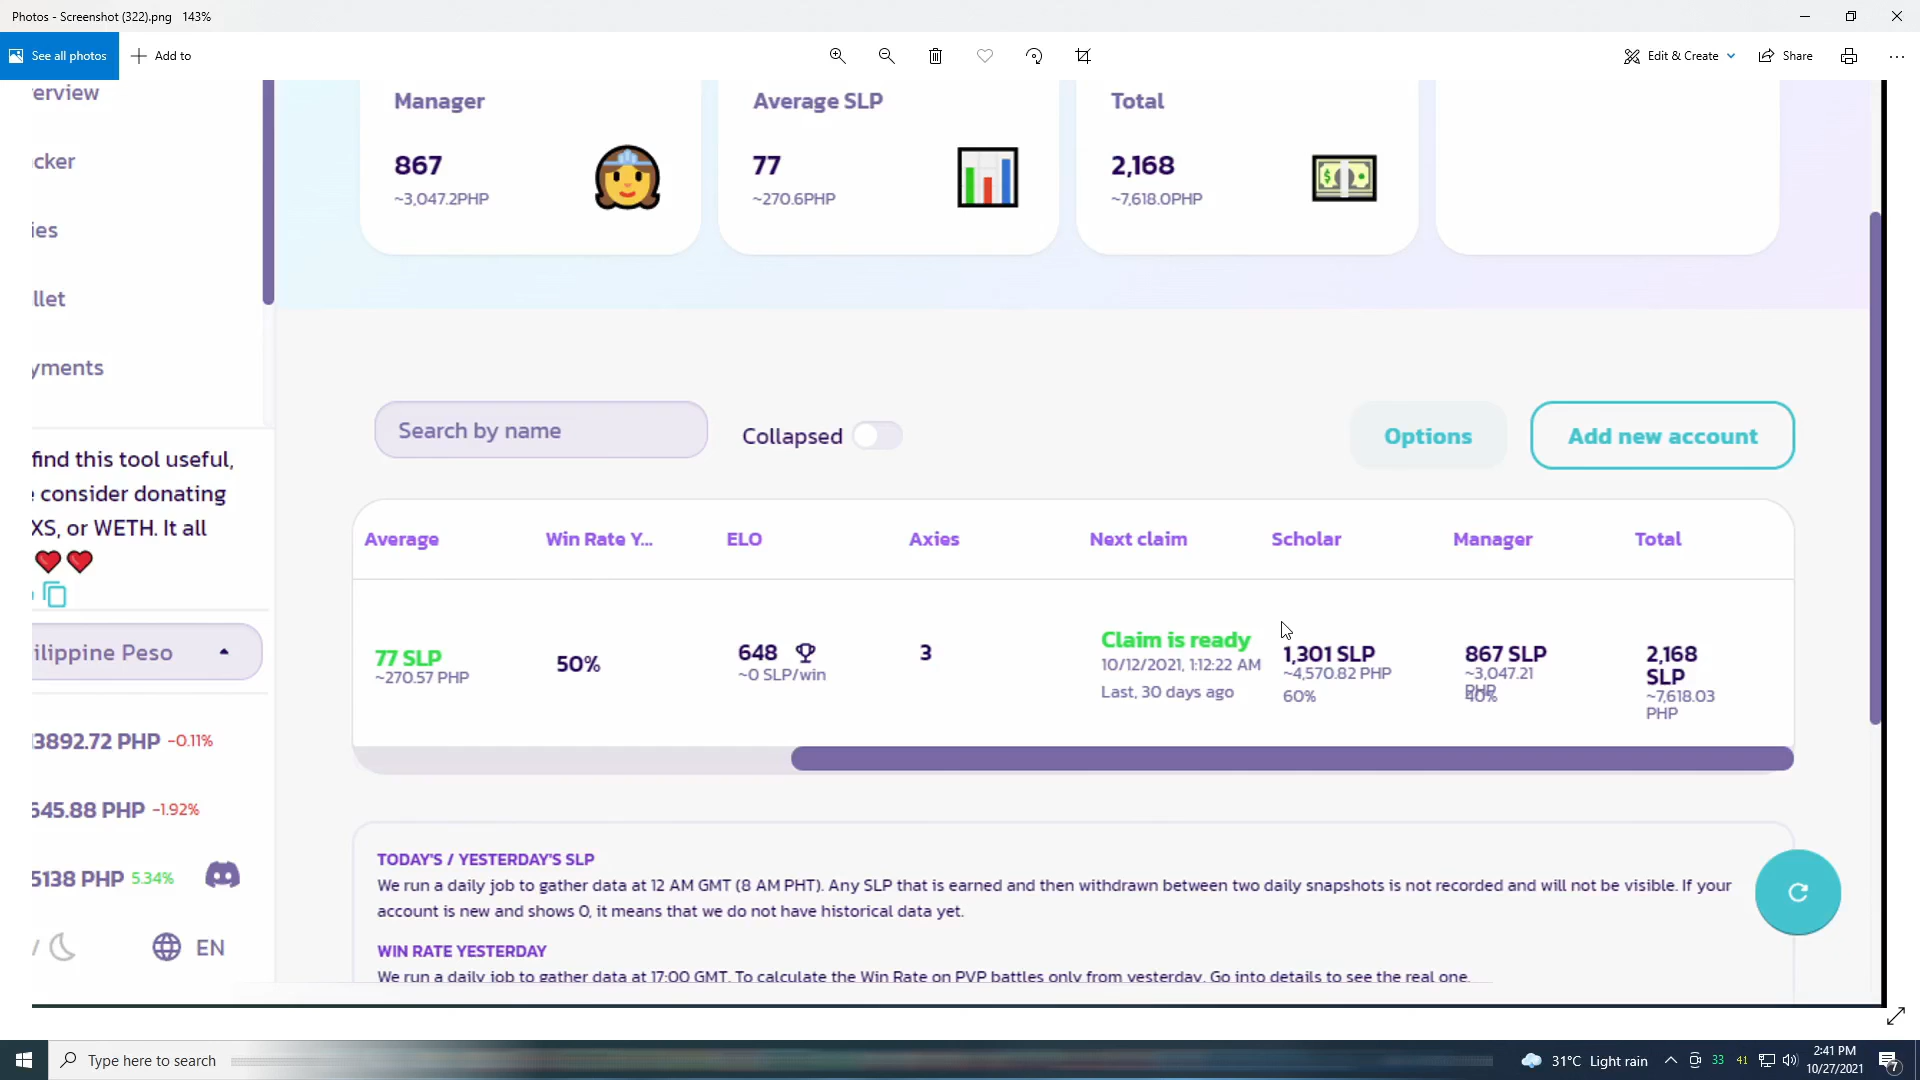 Photos - Screenshot (322).png 143%
See all photos
Add to
Edit & Create
Share
erview
cker
ies
llet
yments
find this tool useful,
consider donating
XS, or WETH. It all
ilippine Peso
3892.72 PHP -0.11%
645.88 PHP -1.92%
5138 PHP 5.34%
EN
Manager
867
~3,047.2PHP
Average SLP
77
~270.6PHP
Total
2,168
~7,618.0PHP
Search by name
Collapsed
Options
Add new account
Average Win Rate Y... ELO Axies Next claim Scholar Manager Total
77 SLP
~270.57 PHP
50%
648
~0 SLP/win
3
Claim is ready
10/12/2021, 1:12:22 AM
Last, 30 days ago
1,301 SLP
~4,570.82 PHP
60%
867 SLP
~3,047.21
PHP
40%
2,168
SLP
~7,618.03
PHP
TODAY'S / YESTERDAY'S SLP
We run a daily job to gather data at 12 AM GMT (8 AM PHT). Any SLP that is earned and then withdrawn between two daily snapshots is not recorded and will not be visible. If your
account is new and shows 0, it means that we do not have historical data yet.
WIN RATE YESTERDAY
We run a daily job to gather data at 17:00 GMT. To calculate the Win Rate on PVP battles only from yesterday. Go into details to see the real one.
Type here to search
31°C Light rain
33
41
2:41 PM
10/27/2021
7